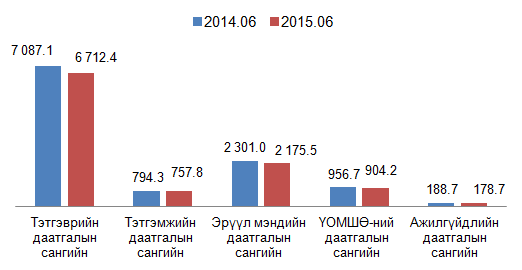 2014.06 2015.06
7 087.1 6 712.4
794.3 757.8
2 301.0 2 175.5
956.7 904.2
188.7 178.7
Тэтгэврийн даатгалын сангийн
Тэтгэмжийн даатгалын сангийн
Эрүүл мэндийн даатгалын сангийн
ҮОМШӨ-ний даатгалын сангийн
Ажилгүйдлийн даатгалын сангийн